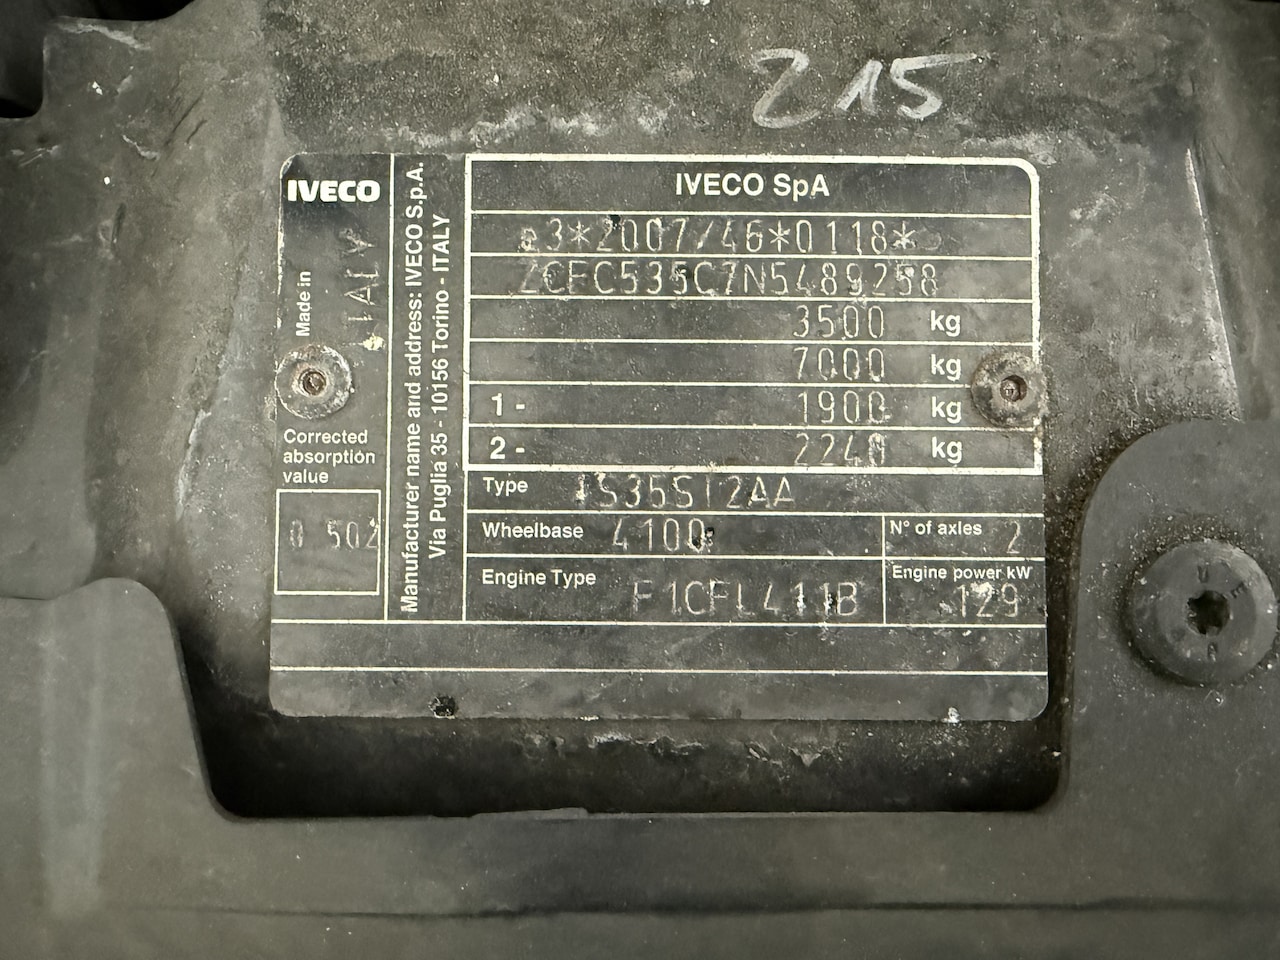 215
IVECO
Made in ITALY
Manufacturer name and address: IVECO S.p.A.
Via Puglia 35 - 10156 Torino - ITALY
Corrected
absorption
value
0 502
IVECO SpA
e3*2007/46*0118*
ZCFC535C7N5489258
3500 kg
7000 kg
1- 1900 kg
2- 2240 kg
Type IS35SI2AA
Wheelbase 4100
N° of axles 2
Engine Type F1CFL411B
Engine power kW 129